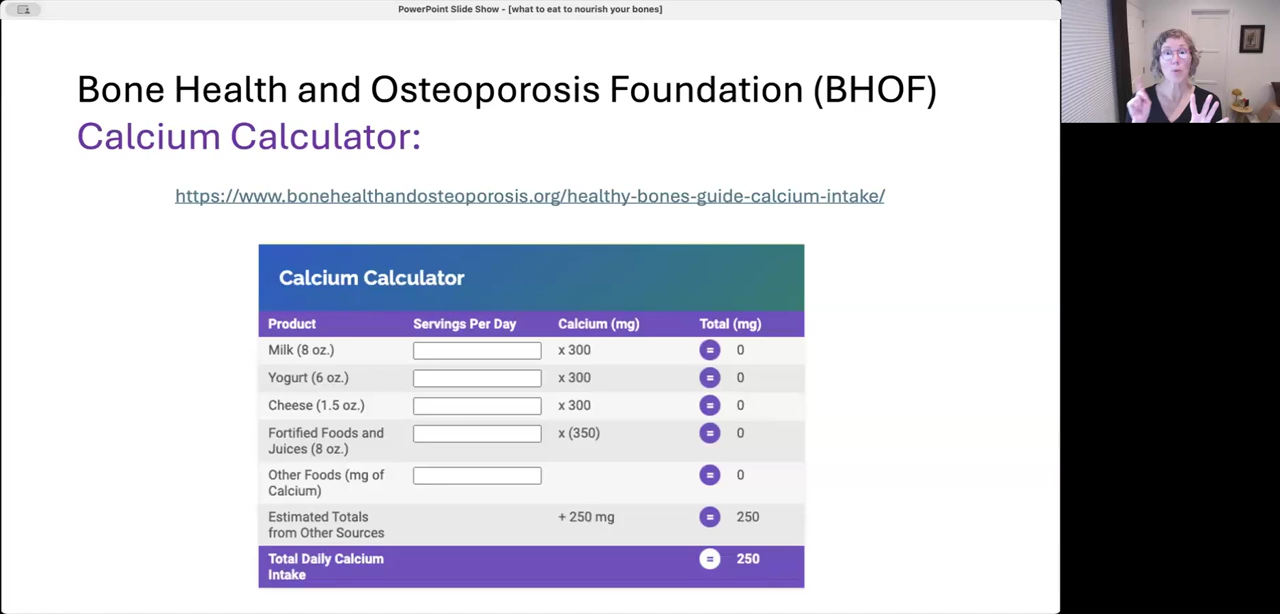 PowerPoint Slide Show - [what to eat to nourish your bones]
Bone Health and Osteoporosis Foundation (BHOF)
Calcium Calculator:
https://www.bonehealthandosteoporosis.org/healthy-bones-guide-calcium-intake/
Calcium Calculator
Product Servings Per Day Calcium (mg) Total (mg)
Milk (8 oz.) x 300 = 0
Yogurt (6 oz.) x 300 = 0
Cheese (1.5 oz.) x 300 = 0
Fortified Foods and x (350) = 0
Juices (8 oz.)
Other Foods (mg of = 0
Calcium)
Estimated Totals + 250 mg = 250
from Other Sources
Total Daily Calcium = 250
Intake